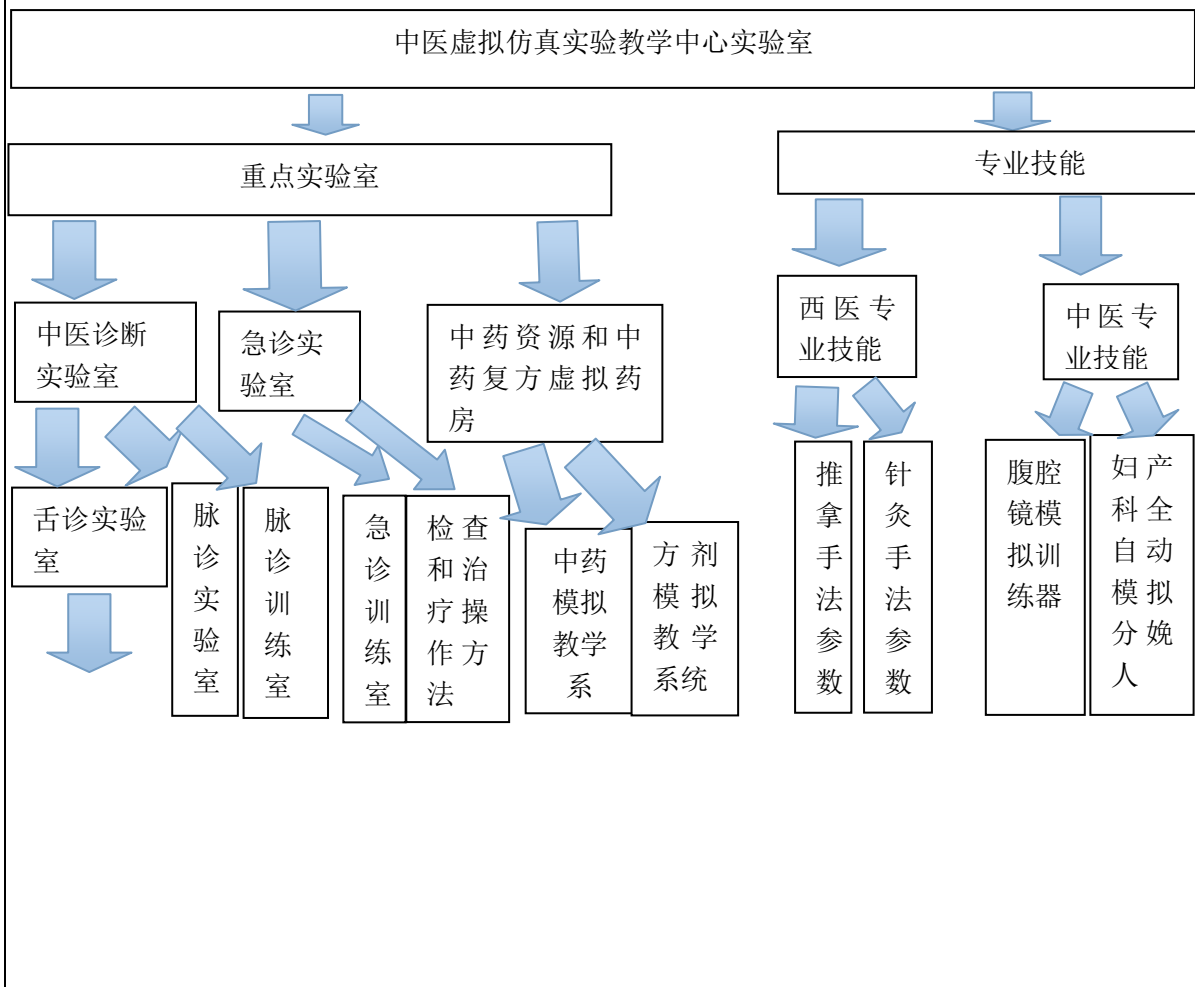 中医虚拟仿真实验教学中心实验室
重点实验室
专业技能
中医诊断
实验室
急诊实
验室
中药资源和中
药复方虚拟药
房
西医专
业技能
中医专
业技能
舌诊实验
室
脉
诊
实
验
室
脉
诊
训
练
室
急
诊
训
练
室
检查
和治
疗操
作方
法
中药
模拟
教学
系
方剂
模拟
教学
系统
推
拿
手
法
参
数
针
灸
手
法
参
数
腹腔
镜模
拟训
练器
妇产
科全
自动
模拟
分娩
人